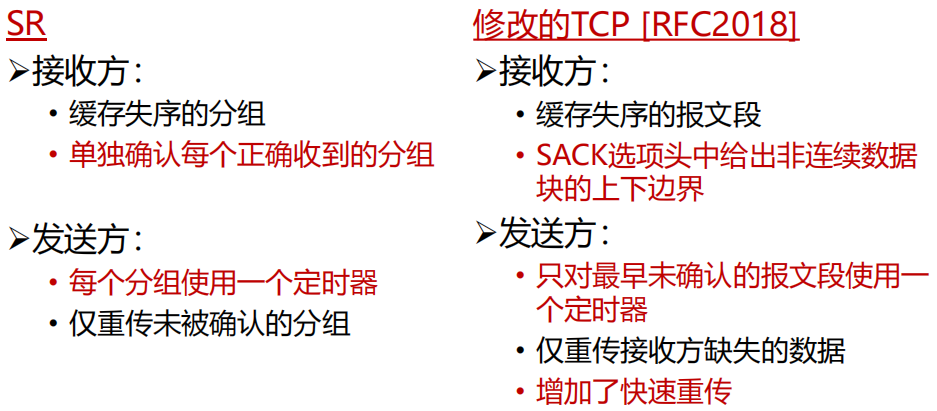 SR
➢接收方：
• 缓存失序的分组
• 单独确认每个正确收到的分组
➢发送方：
• 每个分组使用一个定时器
• 仅重传未被确认的分组
修改的TCP [RFC2018]
➢接收方：
• 缓存失序的报文段
• SACK选项头中给出非连续数据
块的上下边界
➢发送方：
• 只对最早未确认的报文段使用一
个定时器
• 仅重传接收方缺失的数据
• 增加了快速重传